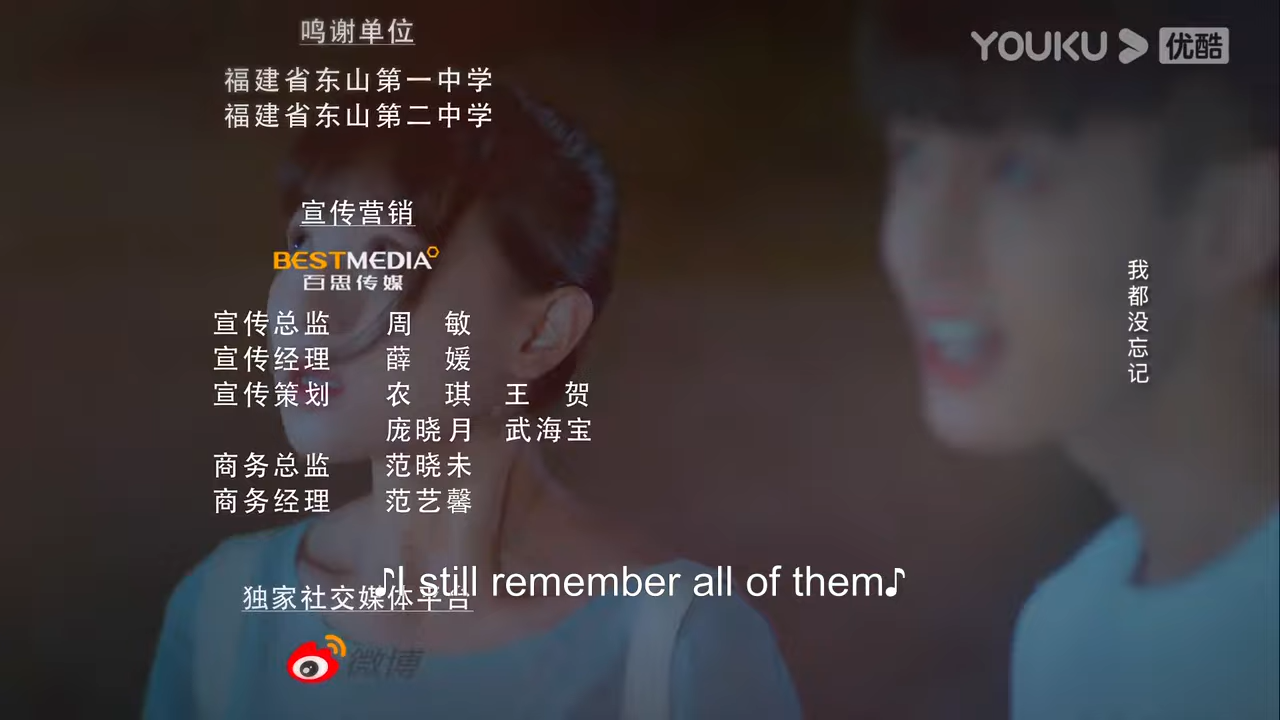 鸣谢单位
YOUKU 优酷
福建省东山第一中学
福建省东山第二中学
宣传营销
BESTMEDIA
百思传媒
宣传总监 周 敏
宣传经理 薛 媛
宣传策划 农 琪 王 贺
庞晓月 武海宝
商务总监 范晓未
商务经理 范艺馨
我都没忘记
♪I still remember all of them♪
独家社交媒体平台
微博